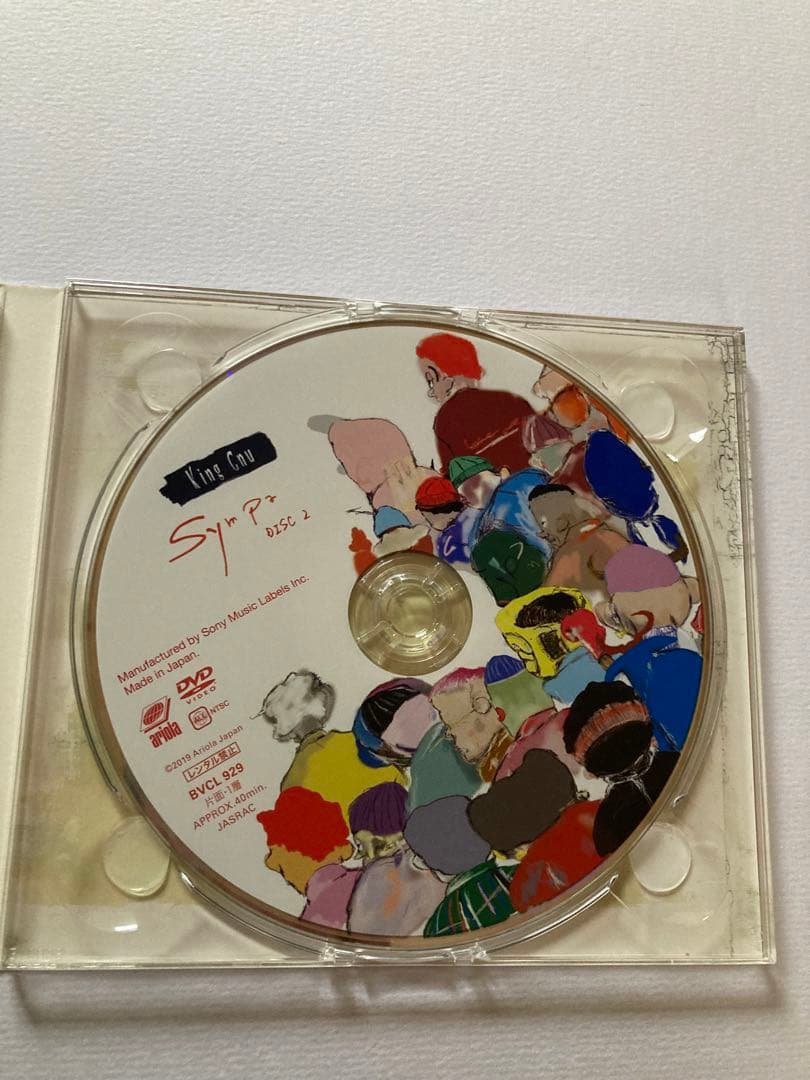 King Gnu
Sympa
DISC 2
Manufactured by Sony Music Labels Inc.
Made in Japan.
DVD
VIDEO
ariola
ALL
NTSC
©2019 Ariola Japan
レンタル禁止
BVCL 929
片面・1層
APPROX.40min.
JASRAC